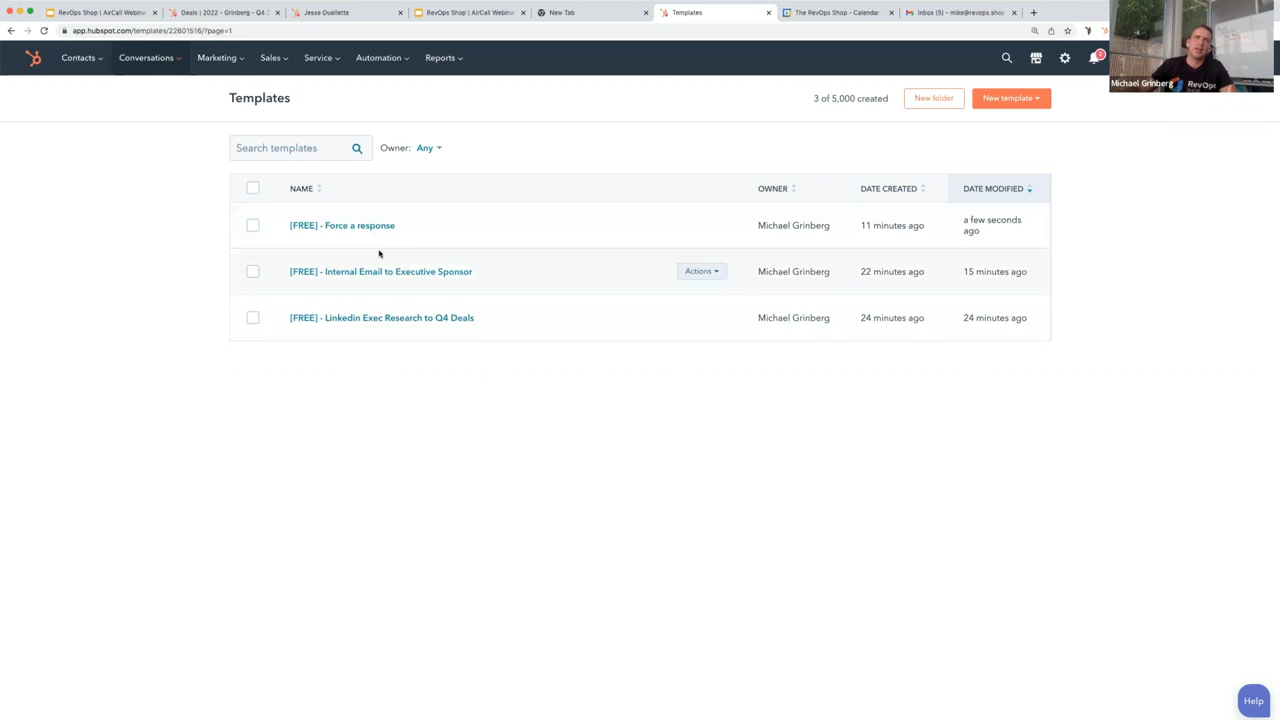 RevOps Shop | AirCall Webina
Deals | 2022 - Grinberg - Q4
Jesse Ouellette
RevOps Shop | AirCall Webina
New Tab
Templates
The RevOps Shop - Calendar
Inbox (5) - mike@revops.shop
app.hubspot.com/templates/22601516/?page=1
Contacts
Conversations
Marketing
Sales
Service
Automation
Reports
2
Michael Grinberg
RevOps
Templates
3 of 5,000 created
New folder
New template
Search templates
Owner: Any
NAME
OWNER
DATE CREATED
DATE MODIFIED
[FREE] - Force a response
Michael Grinberg
11 minutes ago
a few seconds
ago
[FREE] - Internal Email to Executive Sponsor
Actions
Michael Grinberg
22 minutes ago
15 minutes ago
[FREE] - Linkedin Exec Research to Q4 Deals
Michael Grinberg
24 minutes ago
24 minutes ago
Help